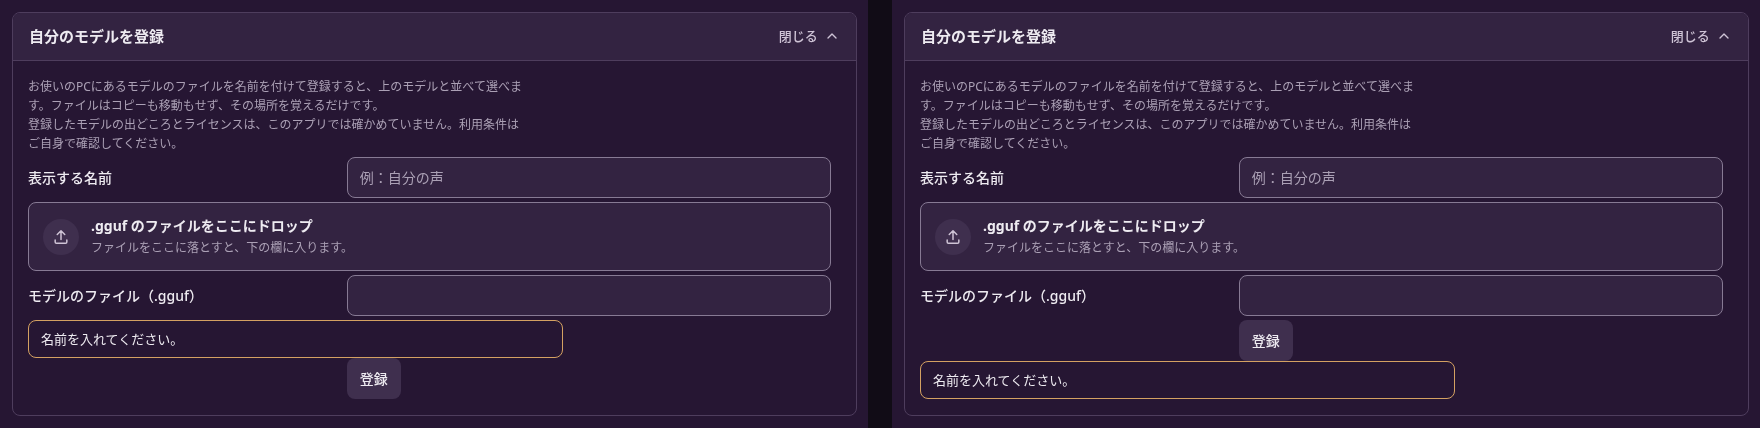 自分のモデルを登録
閉じる
お使いのPCにあるモデルのファイルを名前を付けて登録すると、上のモデルと並べて選べま
す。ファイルはコピーも移動もせず、その場所を覚えるだけです。
登録したモデルの出どころとライセンスは、このアプリでは確かめていません。利用条件は
ご自身で確認してください。
表示する名前
例：自分の声
.gguf のファイルをここにドロップ
ファイルをここに落とすと、下の欄に入ります。
モデルのファイル（.gguf）
名前を入れてください。
登録
自分のモデルを登録
閉じる
お使いのPCにあるモデルのファイルを名前を付けて登録すると、上のモデルと並べて選べま
す。ファイルはコピーも移動もせず、その場所を覚えるだけです。
登録したモデルの出どころとライセンスは、このアプリでは確かめていません。利用条件は
ご自身で確認してください。
表示する名前
例：自分の声
.gguf のファイルをここにドロップ
ファイルをここに落とすと、下の欄に入ります。
モデルのファイル（.gguf）
登録
名前を入れてください。